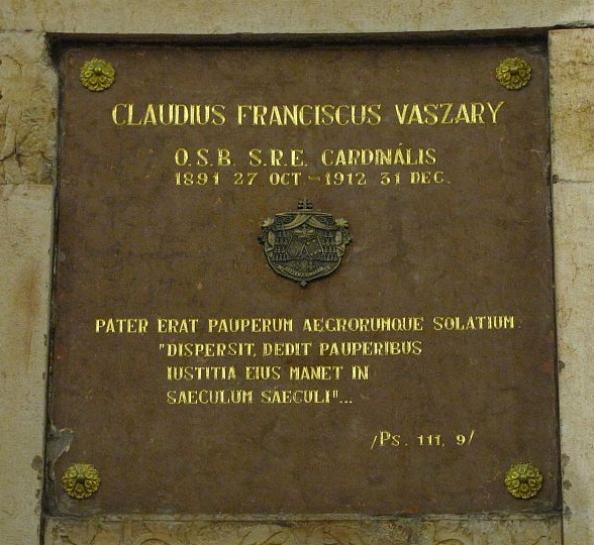 CLAUDIUS FRANCISCUS VASZARY
O.S.B. S.R.E. CARDINÁLIS
1891 27 OCT - 1912 31 DEC.
PATER ERAT PAUPERUM AEGRORUMQUE SOLATIUM
"DISPERSIT, DEDIT PAUPERIBUS
IUSTITIA EIUS MANET IN
SAECULUM SAECULI"...
/PS. 111, 9/